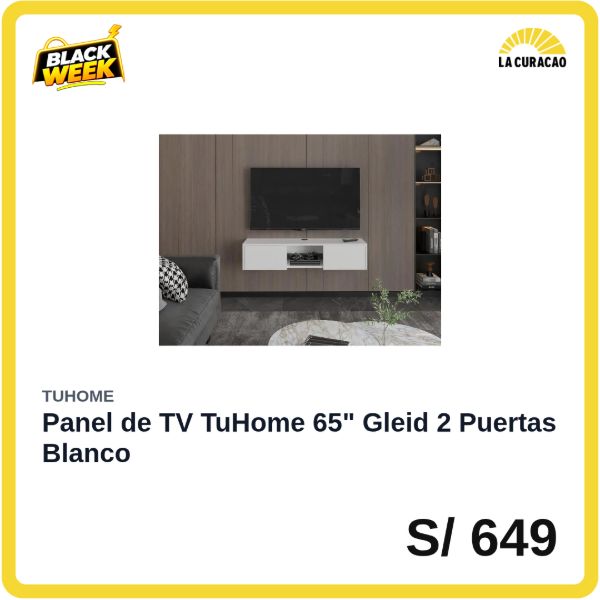 BLACK
WEEK
LA CURACAO
TUHOME
Panel de TV TuHome 65" Gleid 2 Puertas
Blanco
S/ 649